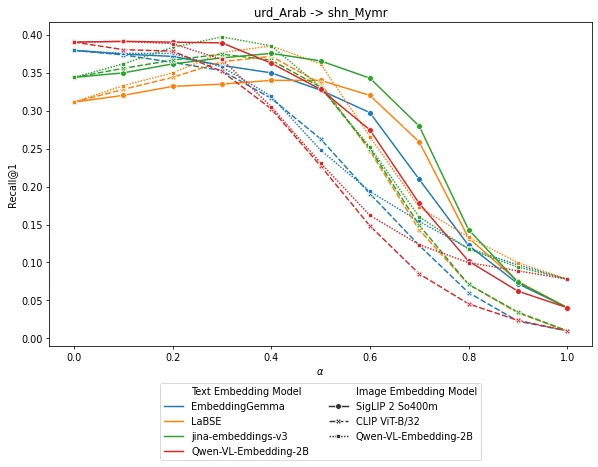 urd_Arab -> shn_Mymr
0.40
0.35
0.30
0.25
0.20
0.15
0.10
0.05
0.00
Recall@1
0.0 0.2 0.4 0.6 0.8 1.0
α
Text Embedding Model
EmbeddingGemma
LaBSE
jina-embeddings-v3
Qwen-VL-Embedding-2B
Image Embedding Model
SigLIP 2 So400m
CLIP ViT-B/32
Qwen-VL-Embedding-2B